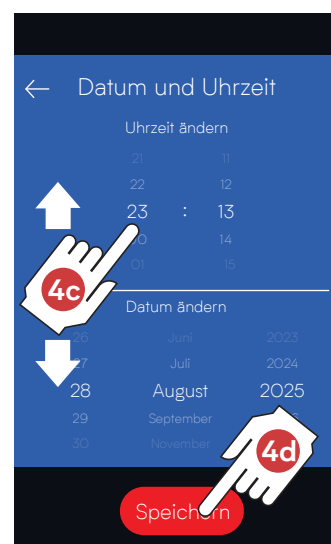 Datum und Uhrzeit
Uhrzeit ändern
21 11
22 12
23 : 13
14
01 15
4c
Datum ändern
26 Juni 2023
27 Juli 2024
28 August 2025
29 September
30 November
4d
Speichern